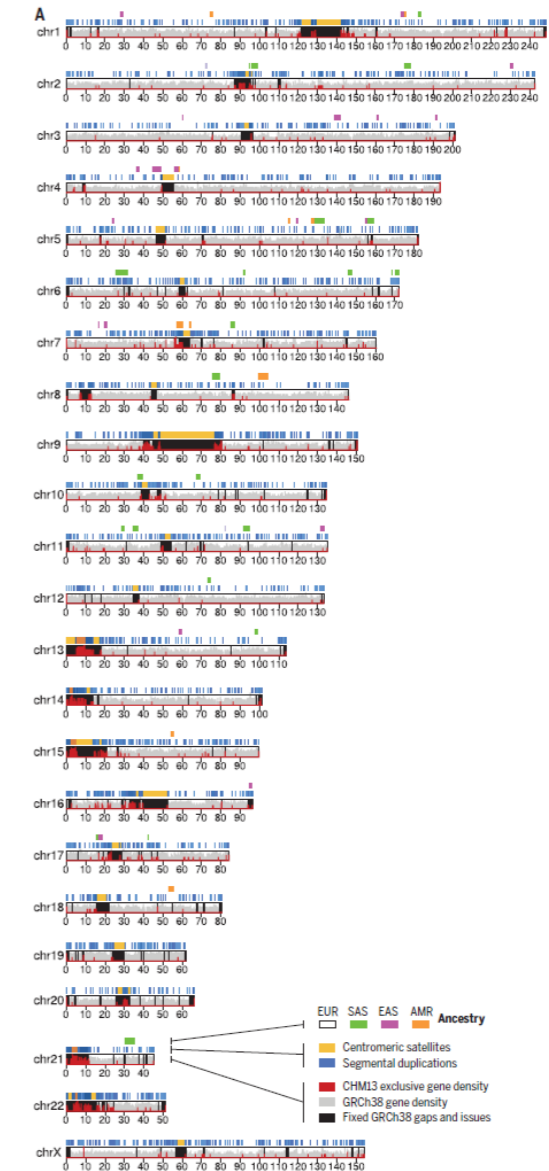 A
chr1
0 10 20 30 40 50 60 70 80 90 100 110 120 130 140 150 160 170 180 190 200 210 220 230 240
chr2
0 10 20 30 40 50 60 70 80 90 100 110 120 130 140 150 160 170 180 190 200 210 220 230 240
chr3
0 10 20 30 40 50 60 70 80 90 100 110 120 130 140 150 160 170 180 190 200
chr4
0 10 20 30 40 50 60 70 80 90 100 110 120 130 140 150 160 170 180 190
chr5
0 10 20 30 40 50 60 70 80 90 100 110 120 130 140 150 160 170 180
chr6
0 10 20 30 40 50 60 70 80 90 100 110 120 130 140 150 160 170
chr7
0 10 20 30 40 50 60 70 80 90 100 110 120 130 140 150 160
chr8
0 10 20 30 40 50 60 70 80 90 100 110 120 130 140
chr9
0 10 20 30 40 50 60 70 80 90 100 110 120 130 140 150
chr10
0 10 20 30 40 50 60 70 80 90 100 110 120 130
chr11
0 10 20 30 40 50 60 70 80 90 100 110 120 130
chr12
0 10 20 30 40 50 60 70 80 90 100 110 120 130
chr13
0 10 20 30 40 50 60 70 80 90 100 110
chr14
0 10 20 30 40 50 60 70 80 90 100
chr15
0 10 20 30 40 50 60 70 80 90
chr16
0 10 20 30 40 50 60 70 80 90
chr17
0 10 20 30 40 50 60 70 80
chr18
0 10 20 30 40 50 60 70 80
chr19
0 10 20 30 40 50 60
chr20
0 10 20 30 40 50 60
EUR SAS EAS AMR Ancestry
Centromeric satellites
Segmental duplications
CHM13 exclusive gene density
GRCh38 gene density
Fixed GRCh38 gaps and issues
chr21
0 20 40
chr22
0 10 20 30 40 50
chrX
0 10 20 30 40 50 60 70 80 90 100 110 120 130 140 150